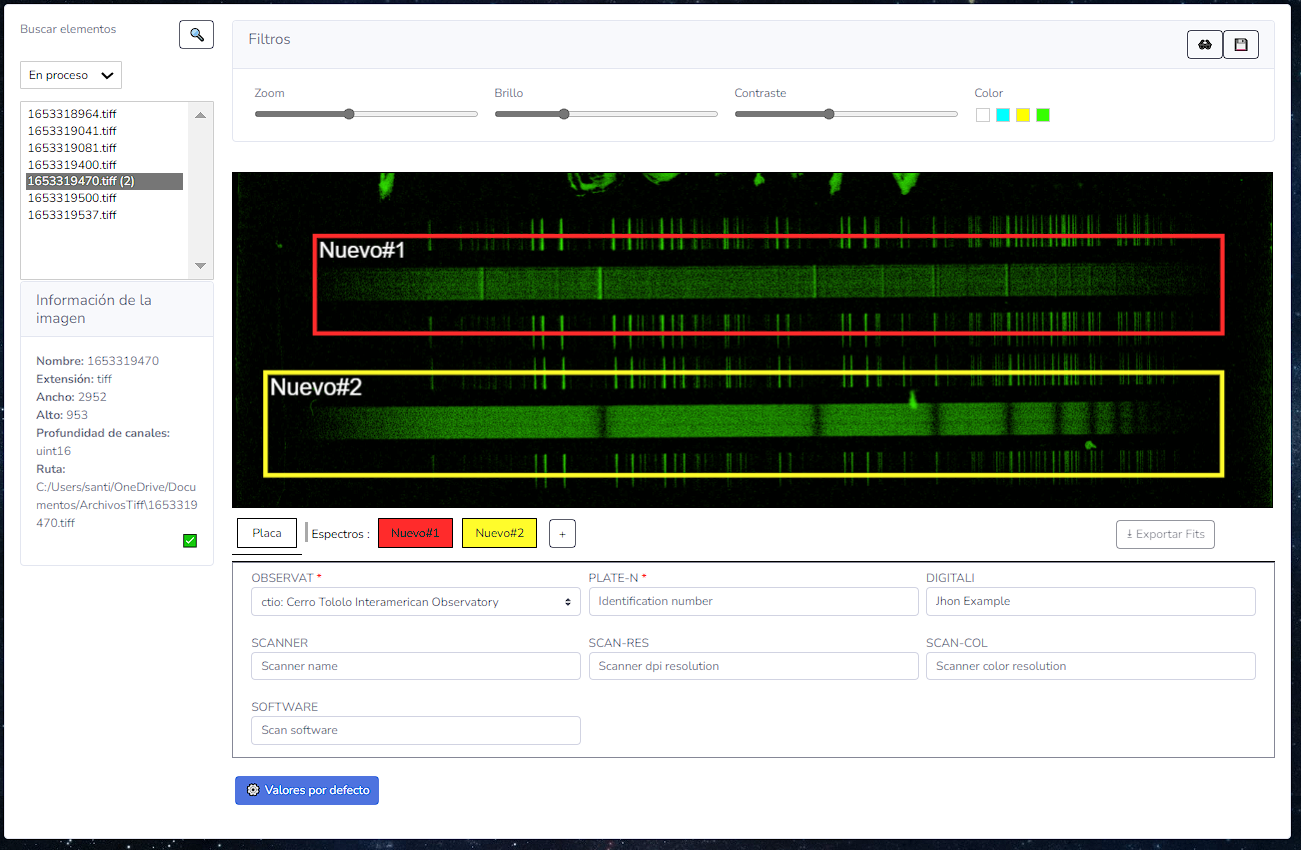 Buscar elementos
En proceso
1653318964.tiff
1653319041.tiff
1653319081.tiff
1653319400.tiff
1653319470.tiff (2)
1653319500.tiff
1653319537.tiff
Información de la
imagen
Nombre: 1653319470
Extensión: tiff
Ancho: 2952
Alto: 953
Profundidad de canales:
uint16
Ruta:
C:/Users/santi/OneDrive/Docu
mentos/ArchivosTiff\1653319
470.tiff
Filtros
Zoom
Brillo
Contraste
Color
Nuevo#1
Nuevo#2
Placa
Espectros :
Nuevo#1
Nuevo#2
+
Exportar Fits
OBSERVAT *
PLATE-N *
DIGITALI
ctio: Cerro Tololo Interamerican Observatory
Identification number
Jhon Example
SCANNER
SCAN-RES
SCAN-COL
Scanner name
Scanner dpi resolution
Scanner color resolution
SOFTWARE
Scan software
Valores por defecto